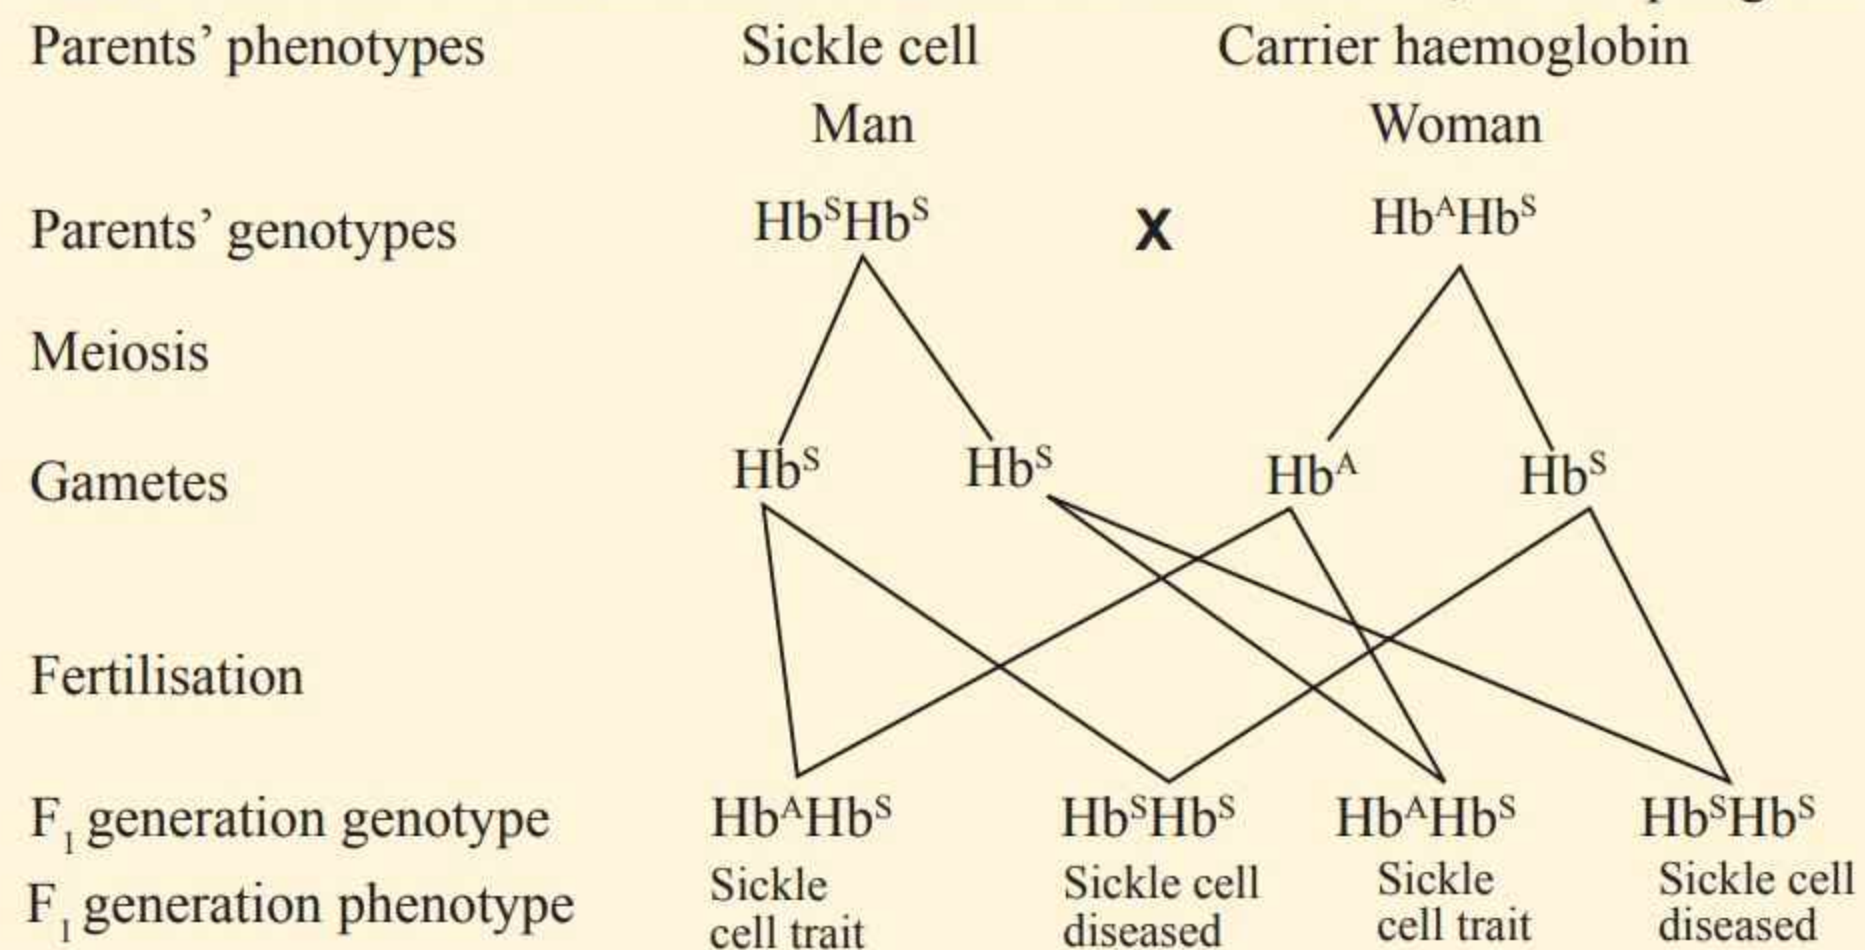 Parents’ phenotypes Sickle cell Carrier haemoglobin
Man Woman
Parents’ genotypes HbSHbS X HbAHbS
Meiosis
Gametes HbS HbS HbA HbS
Fertilisation
F1 generation genotype HbAHbS HbSHbS HbAHbS HbSHbS
F1 generation phenotype Sickle cell trait Sickle cell diseased Sickle cell trait Sickle cell diseased